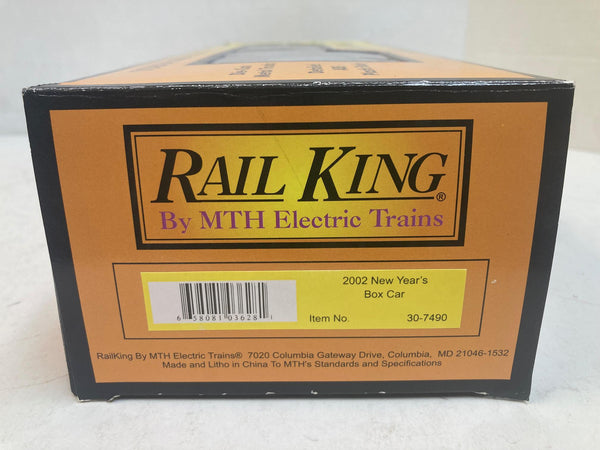 RAIL KING®
By MTH Electric Trains
2002 New Year's
Box Car
6 58081 03628 1
Item No. 30-7490
RailKing By MTH Electric Trains® 7020 Columbia Gateway Drive, Columbia, MD 21046-1532
Made and Litho in China To MTH's Standards and Specifications